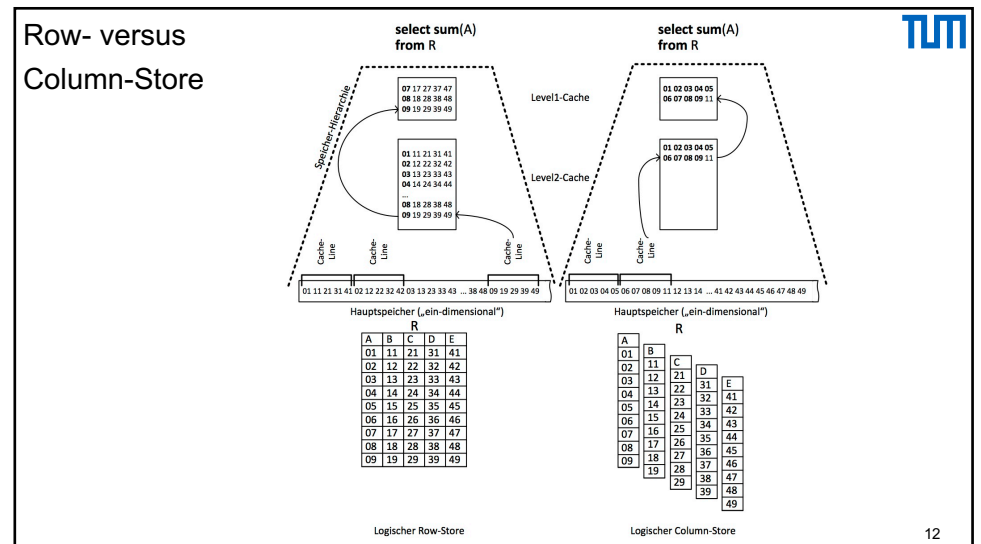 Row- versus
Column-Store
TUM
select sum(A)
from R
Speicher-Hierarchie
07 17 27 37 47
08 18 28 38 48
09 19 29 39 49
01 11 21 31 41
02 12 22 32 42
03 13 23 33 43
04 14 24 34 44
...
08 18 28 38 48
09 19 29 39 49
Cache-
Line
Cache-
Line
Cache-
Line
01 11 21 31 41 02 12 22 32 42 03 13 23 33 43 ... 38 48 09 19 29 39 49
Hauptspeicher („ein-dimensional“)
R
A B C D E
01 11 21 31 41
02 12 22 32 42
03 13 23 33 43
04 14 24 34 44
05 15 25 35 45
06 16 26 36 46
07 17 27 37 47
08 18 28 38 48
09 19 29 39 49
Logischer Row-Store
Level1-Cache
Level2-Cache
select sum(A)
from R
01 02 03 04 05
06 07 08 09 11
01 02 03 04 05
06 07 08 09 11
Cache-
Line
Cache-
Line
01 02 03 04 05 06 07 08 09 11 12 13 14 ... 41 42 43 44 45 46 47 48 49
Hauptspeicher („ein-dimensional“)
R
A
01
02
03
04
05
06
07
08
09
B
11
12
13
14
15
16
17
18
19
C
21
22
23
24
25
26
27
28
29
D
31
32
33
34
35
36
37
38
39
E
41
42
43
44
45
46
47
48
49
Logischer Column-Store
12